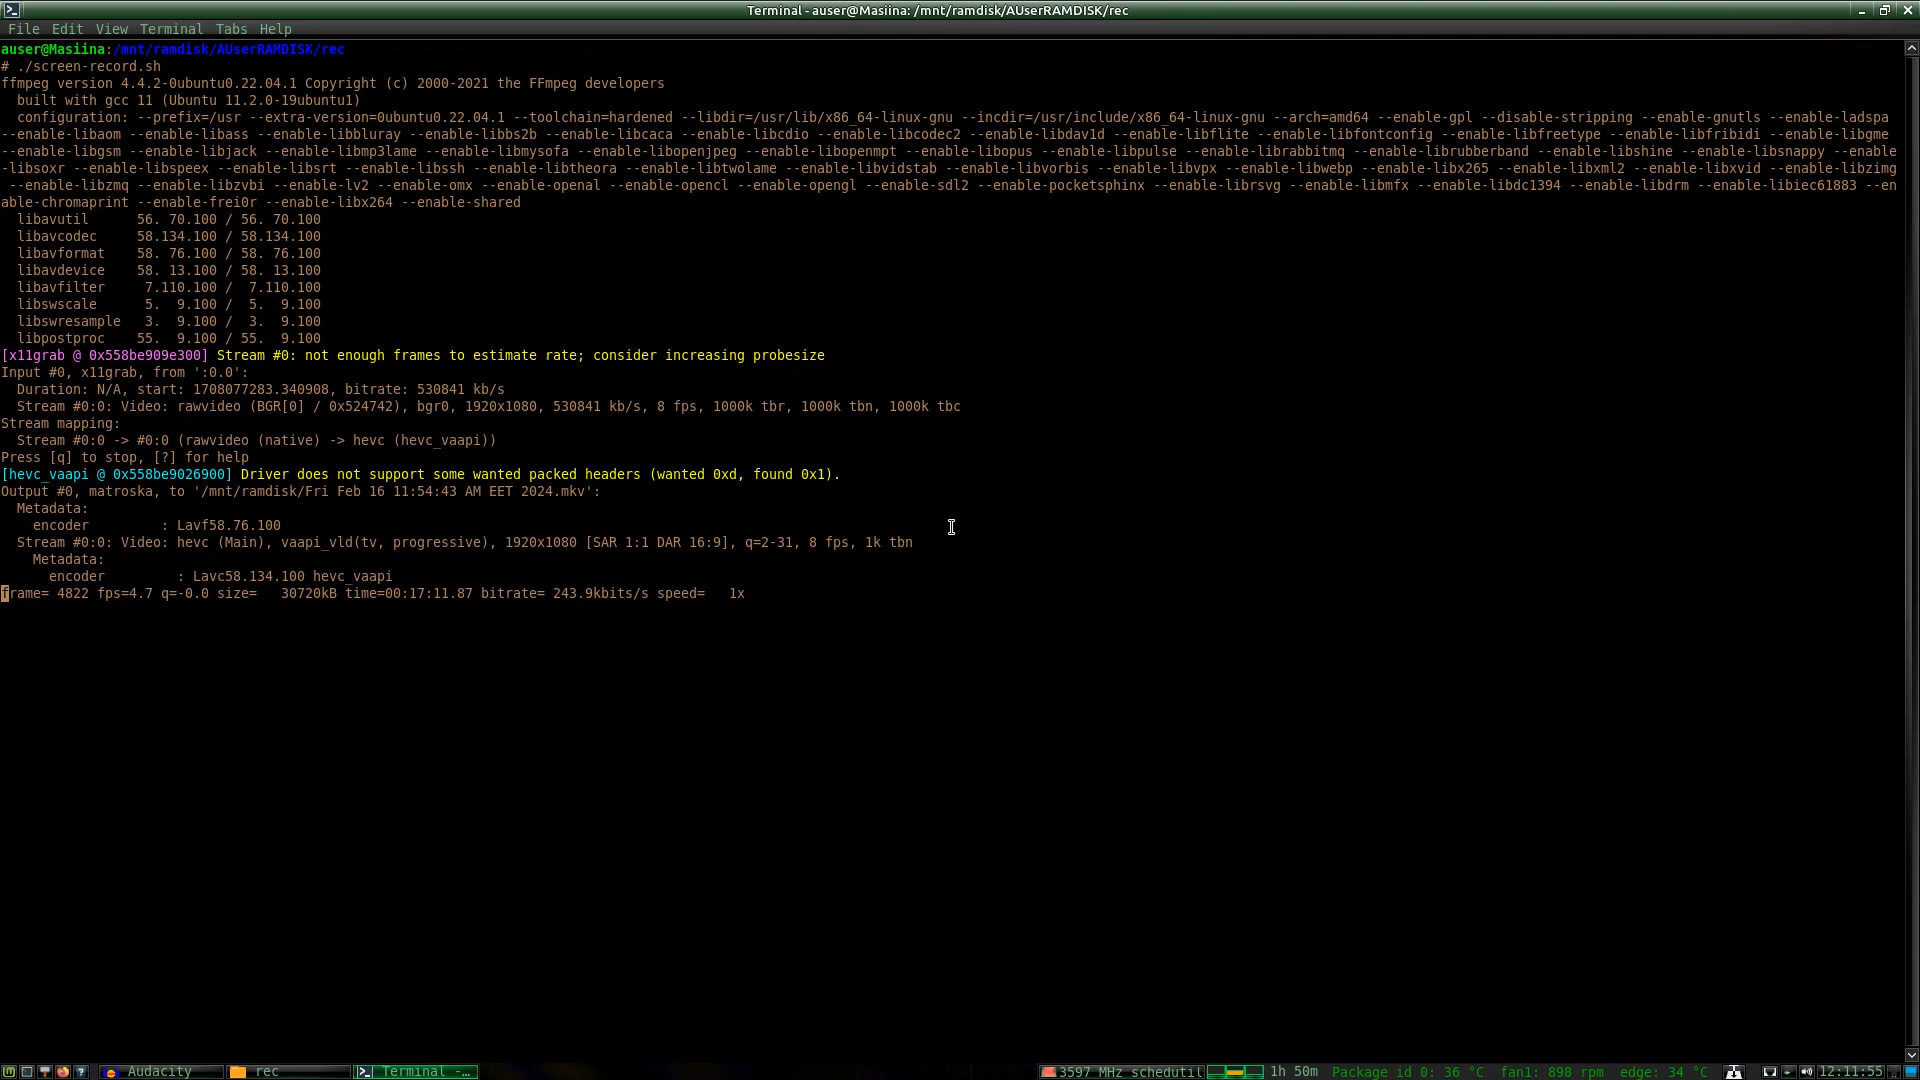 Terminal - auser@Masiina: /mnt/ramdisk/AUserRAMDISK/rec
File Edit View Terminal Tabs Help
auser@Masiina:/mnt/ramdisk/AUserRAMDISK/rec
# ./screen-record.sh
ffmpeg version 4.4.2-0ubuntu0.22.04.1 Copyright (c) 2000-2021 the FFmpeg developers
  built with gcc 11 (Ubuntu 11.2.0-19ubuntu1)
  configuration: --prefix=/usr --extra-version=0ubuntu0.22.04.1 --toolchain=hardened --libdir=/usr/lib/x86_64-linux-gnu --incdir=/usr/include/x86_64-linux-gnu --arch=amd64 --enable-gpl --disable-stripping --enable-gnutls --enable-ladspa
--enable-libaom --enable-libass --enable-libbluray --enable-libbs2b --enable-libcaca --enable-libcdio --enable-libcodec2 --enable-libdav1d --enable-libflite --enable-libfontconfig --enable-libfreetype --enable-libfribidi --enable-libgme
--enable-libgsm --enable-libjack --enable-libmp3lame --enable-libmysofa --enable-libopenjpeg --enable-libopenmpt --enable-libopus --enable-libpulse --enable-librabbitmq --enable-librubberband --enable-libshine --enable-libsnappy --enable
-libsoxr --enable-libspeex --enable-libsrt --enable-libssh --enable-libtheora --enable-libtwolame --enable-libvidstab --enable-libvorbis --enable-libvpx --enable-libwebp --enable-libx265 --enable-libxml2 --enable-libxvid --enable-libzimg
 --enable-libzmq --enable-libzvbi --enable-lv2 --enable-omx --enable-openal --enable-opencl --enable-opengl --enable-sdl2 --enable-pocketsphinx --enable-librsvg --enable-libmfx --enable-libdc1394 --enable-libdrm --enable-libiec61883 --en
able-chromaprint --enable-frei0r --enable-libx264 --enable-shared
  libavutil      56. 70.100 / 56. 70.100
  libavcodec     58.134.100 / 58.134.100
  libavformat    58. 76.100 / 58. 76.100
  libavdevice    58. 13.100 / 58. 13.100
  libavfilter     7.110.100 /  7.110.100
  libswscale      5.  9.100 /  5.  9.100
  libswresample   3.  9.100 /  3.  9.100
  libpostproc    55.  9.100 / 55.  9.100
[x11grab @ 0x558be909e300] Stream #0: not enough frames to estimate rate; consider increasing probesize
Input #0, x11grab, from ':0.0':
  Duration: N/A, start: 1708077283.340908, bitrate: 530841 kb/s
  Stream #0:0: Video: rawvideo (BGR[0] / 0x524742), bgr0, 1920x1080, 530841 kb/s, 8 fps, 1000k tbr, 1000k tbn, 1000k tbc
Stream mapping:
  Stream #0:0 -> #0:0 (rawvideo (native) -> hevc (hevc_vaapi))
Press [q] to stop, [?] for help
[hevc_vaapi @ 0x558be9026900] Driver does not support some wanted packed headers (wanted 0xd, found 0x1).
Output #0, matroska, to '/mnt/ramdisk/Fri Feb 16 11:54:43 AM EET 2024.mkv':
  Metadata:
    encoder         : Lavf58.76.100
  Stream #0:0: Video: hevc (Main), vaapi_vld(tv, progressive), 1920x1080 [SAR 1:1 DAR 16:9], q=2-31, 8 fps, 1k tbn
    Metadata:
      encoder         : Lavc58.134.100 hevc_vaapi
frame= 4822 fps=4.7 q=-0.0 size=   30720kB time=00:17:11.87 bitrate= 243.9kbits/s speed=   1x
Audacity rec Terminal -... 3597 MHz schedutil 1h 50m Package id 0: 36 °C fan1: 898 rpm edge: 34 °C 12:11:55